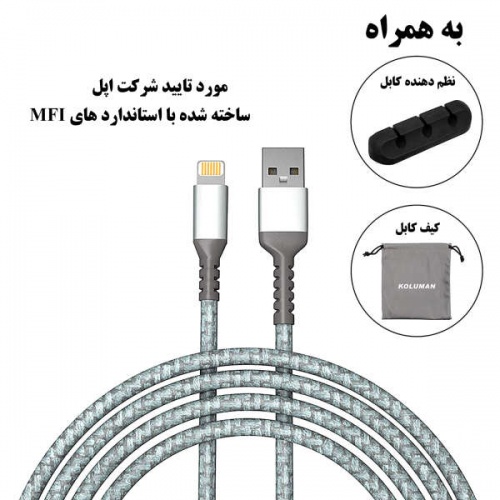 به همراه
نظم دهنده کابل
مورد تایید شرکت اپل
ساخته شده با استاندارد های MFI
کیف کابل
KOLUMAN